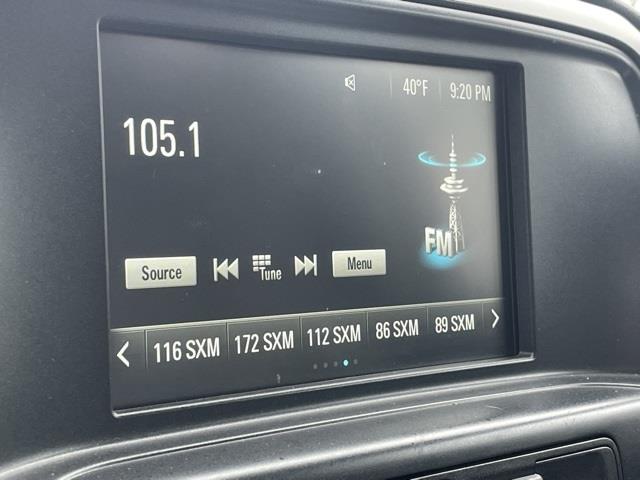 40°F 9:20 PM
105.1
FM
Source Tune Menu
116 SXM 172 SXM 112 SXM 86 SXM 89 SXM